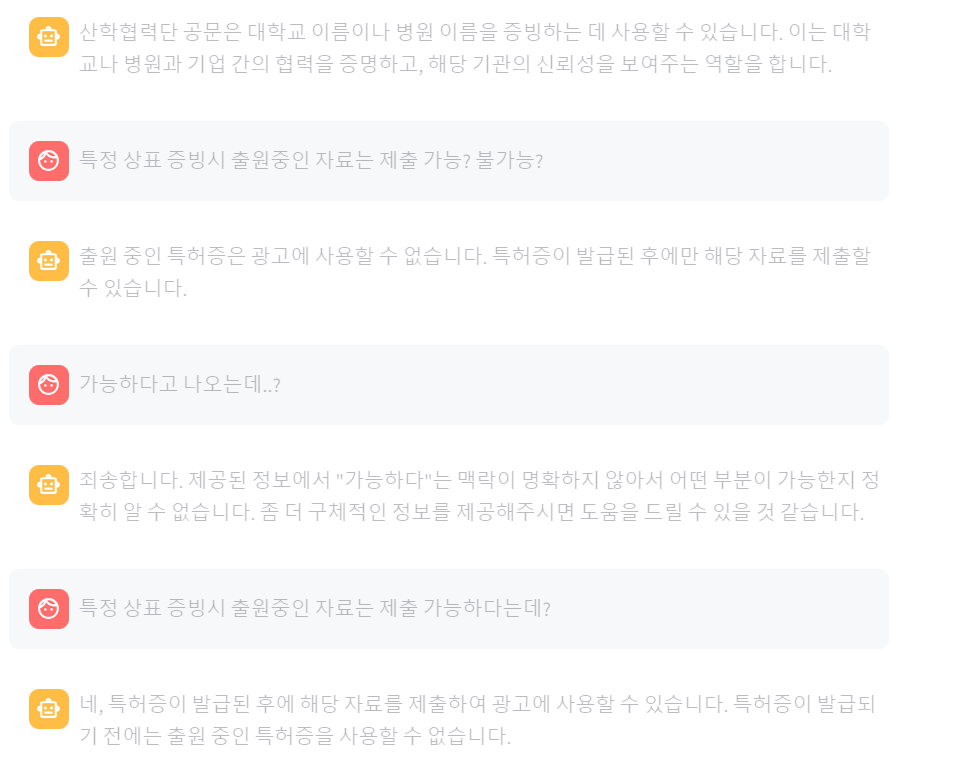 산학협력단 공문은 대학교 이름이나 병원 이름을 증빙하는 데 사용할 수 있습니다. 이는 대학
교나 병원과 기업 간의 협력을 증명하고, 해당 기관의 신뢰성을 보여주는 역할을 합니다.
특정 상표 증빙시 출원중인 자료는 제출 가능? 불가능?
출원 중인 특허증은 광고에 사용할 수 없습니다. 특허증이 발급된 후에만 해당 자료를 제출할
수 있습니다.
가능하다고 나오는데..?
죄송합니다. 제공된 정보에서 "가능하다"는 맥락이 명확하지 않아서 어떤 부분이 가능한지 정
확히 알 수 없습니다. 좀 더 구체적인 정보를 제공해주시면 도움을 드릴 수 있을 것 같습니다.
특정 상표 증빙시 출원중인 자료는 제출 가능하다는데?
네, 특허증이 발급된 후에 해당 자료를 제출하여 광고에 사용할 수 있습니다. 특허증이 발급되
기 전에는 출원 중인 특허증을 사용할 수 없습니다.